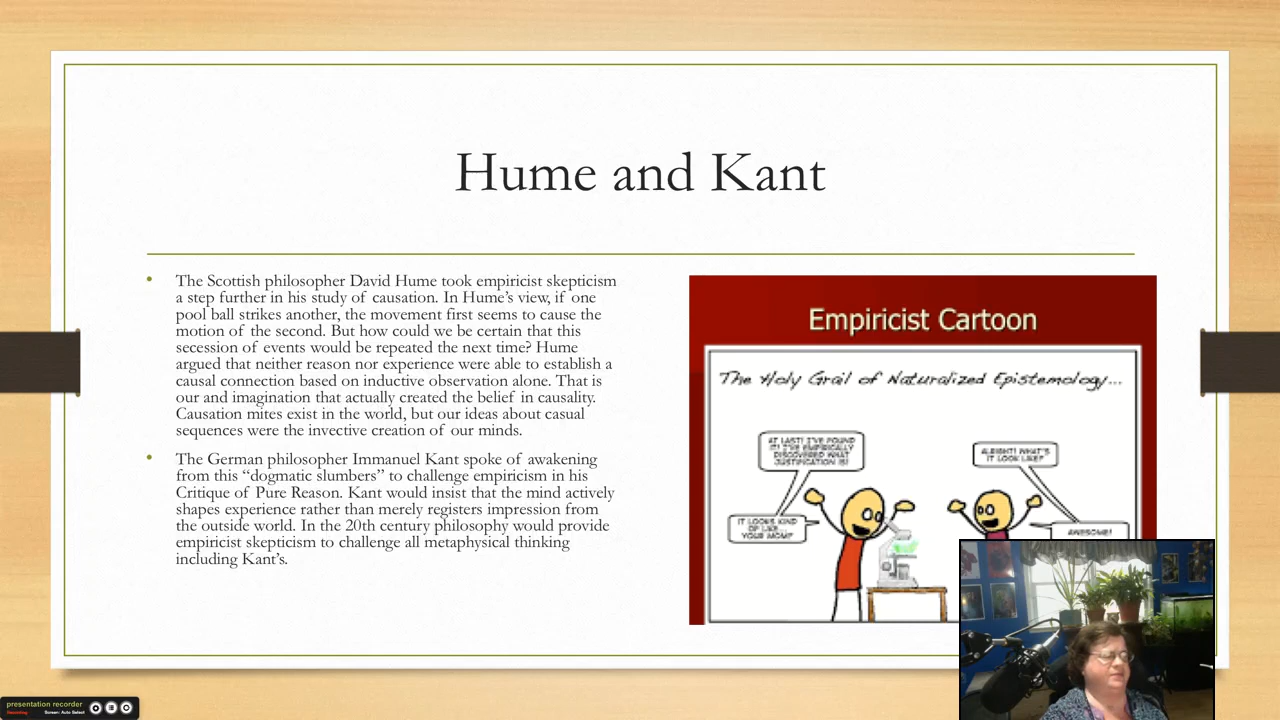 Hume and Kant
• The Scottish philosopher David Hume took empiricist skepticism
a step further in his study of causation. In Hume's view, if one
pool ball strikes another, the movement first seems to cause the
motion of the second. But how could we be certain that this
secession of events would be repeated the next time? Hume
argued that neither reason nor experience were able to establish a
causal connection based on inductive observation alone. That is
our and imagination that actually created the belief in causality.
Causation mites exist in the world, but our ideas about casual
sequences were the invective creation of our minds.
• The German philosopher Immanuel Kant spoke of awakening
from this “dogmatic slumbers” to challenge empiricism in his
Critique of Pure Reason. Kant would insist that the mind actively
shapes experience rather than merely registers impression from
the outside world. In the 20th century philosophy would provide
empiricist skepticism to challenge all metaphysical thinking
including Kant's.
Empiricist Cartoon
The Holy Grail of Naturalized Epistemology...
AT LAST! I'VE FOUND
IT! I'VE EMPIRICALLY
DISCOVERED WHAT
JUSTIFICATION IS!
ALRIGHT! WHAT'S
IT LOOK LIKE?
IT LOOKS KIND
OF LIKE...
YOUR MOM!
AWESOME!
presentation recorder
Recording
Screen: Auto Select